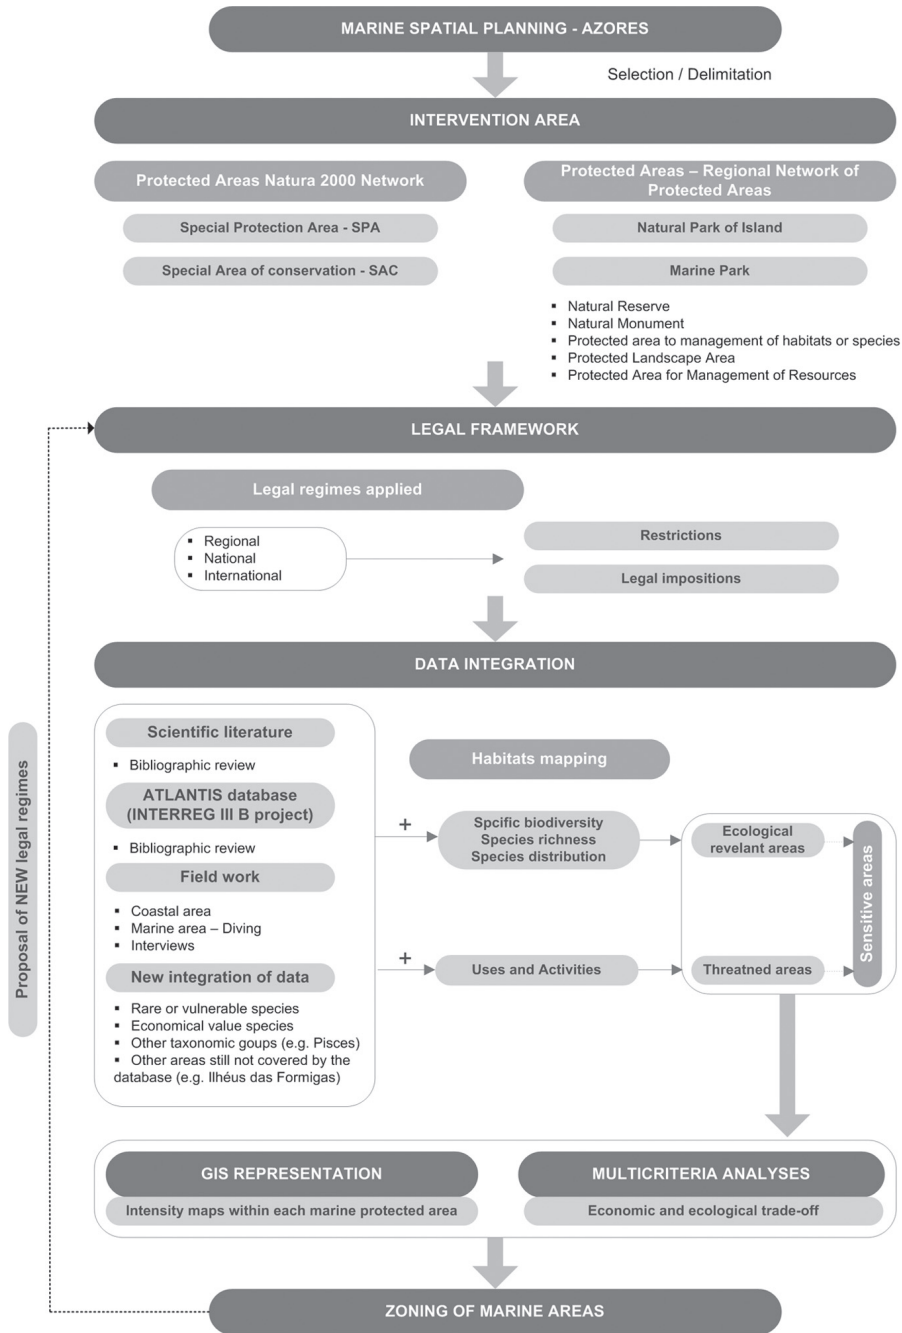 MARINE SPATIAL PLANNING - AZORES
Selection / Delimitation
INTERVENTION AREA
Protected Areas Natura 2000 Network
Special Protection Area - SPA
Special Area of conservation - SAC
Protected Areas – Regional Network of
Protected Areas
Natural Park of Island
Marine Park
▪ Natural Reserve
▪ Natural Monument
▪ Protected area to management of habitats or species
▪ Protected Landscape Area
▪ Protected Area for Management of Resources
LEGAL FRAMEWORK
Legal regimes applied
▪ Regional
▪ National
▪ International
Restrictions
Legal impositions
DATA INTEGRATION
Scientific literature
▪ Bibliographic review
ATLANTIS database
(INTERREG III B project)
▪ Bibliographic review
Field work
▪ Coastal area
▪ Marine area – Diving
▪ Interviews
New integration of data
▪ Rare or vulnerable species
▪ Economical value species
▪ Other taxonomic goups (e.g. Pisces)
▪ Other areas still not covered by the
database (e.g. Ilhéus das Formigas)
Habitats mapping
+
Spcific biodiversity
Species richness
Species distribution
Ecological
revelant areas
+
Uses and Activities
Threatned areas
Sensitive areas
Proposal of NEW legal regimes
GIS REPRESENTATION
Intensity maps within each marine protected area
MULTICRITERIA ANALYSES
Economic and ecological trade-off
ZONING OF MARINE AREAS